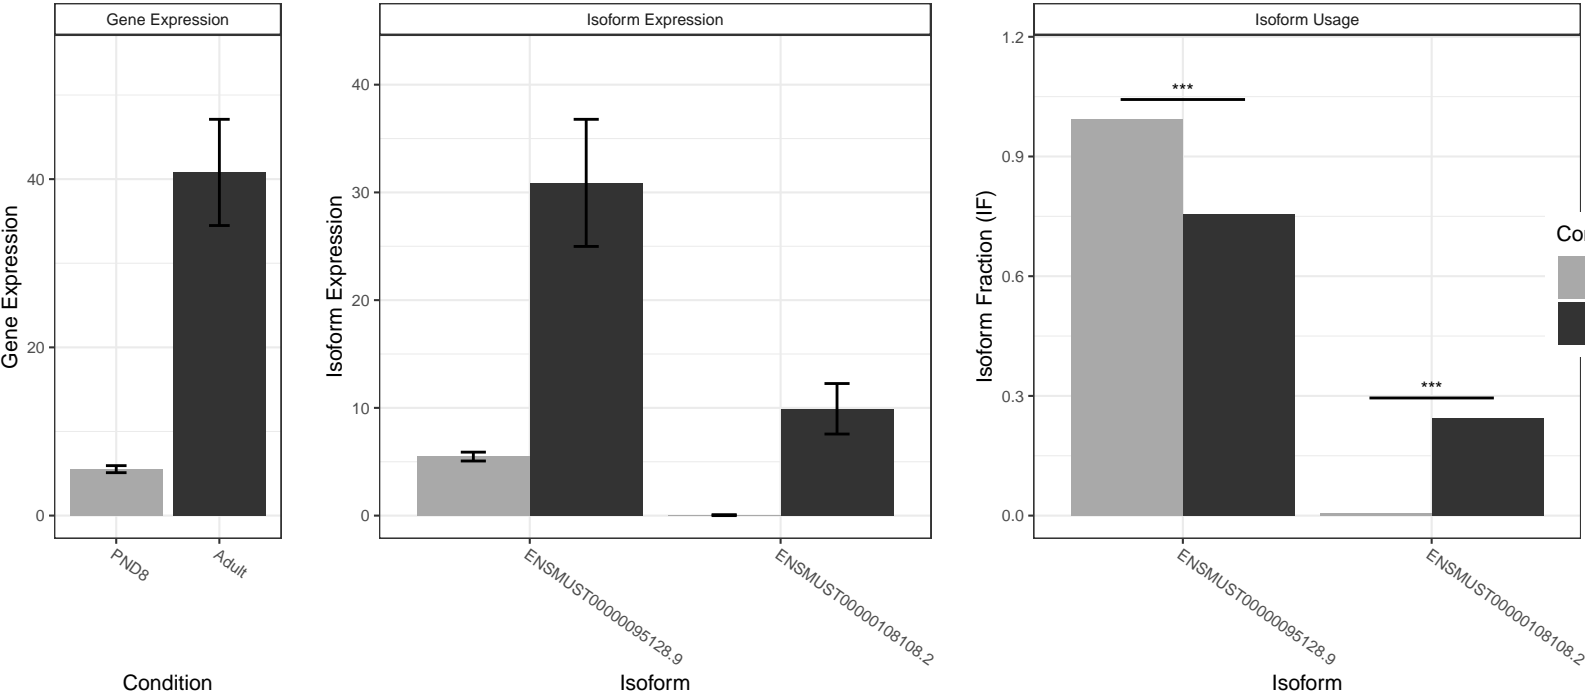 Gene Expression
Isoform Expression
Isoform Usage
Gene Expression
0
20
40
PND8
Adult
Condition
Isoform Expression
0
10
20
30
40
ENSMUST00000095128.9
ENSMUST00000108108.2
Isoform
Isoform Fraction (IF)
0.0
0.3
0.6
0.9
1.2
***
***
ENSMUST00000095128.9
ENSMUST00000108108.2
Isoform